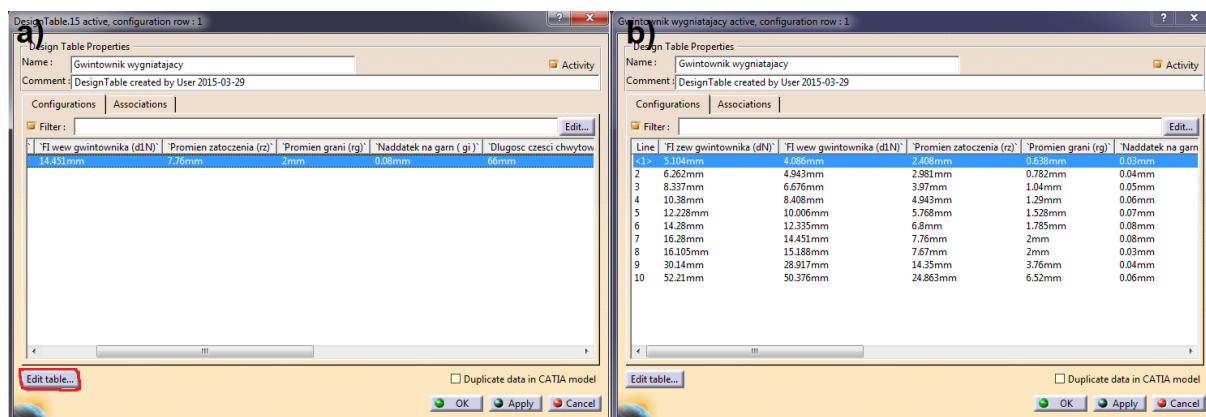 a)
DesignTable.15 active, configuration row : 1
Design Table Properties
Name : Gwintownik wygniatajacy Activity
Comment : DesignTable created by User 2015-03-29
Configurations Associations
Filter : Edit...
` `FI wew gwintownika (d1N)` `Promien zatoczenia (rz)` `Promien grani (rg)` `Naddatek na garn ( gi )` `Dlugosc czesci chwytow
14.451mm 7.76mm 2mm 0.08mm 66mm
Edit table... Duplicate data in CATIA model
OK Apply Cancel
b)
Gwintownik wygniatajacy active, configuration row : 1
Design Table Properties
Name : Gwintownik wygniatajacy Activity
Comment : DesignTable created by User 2015-03-29
Configurations Associations
Filter : Edit...
Line `FI zew gwintownika (dN)` `FI wew gwintownika (d1N)` `Promien zatoczenia (rz)` `Promien grani (rg)` `Naddatek na garn
<1> 5.104mm 4.086mm 2.408mm 0.638mm 0.03mm
2 6.262mm 4.943mm 2.981mm 0.782mm 0.04mm
3 8.337mm 6.676mm 3.97mm 1.04mm 0.05mm
4 10.38mm 8.408mm 4.943mm 1.29mm 0.06mm
5 12.228mm 10.006mm 5.768mm 1.528mm 0.07mm
6 14.28mm 12.335mm 6.8mm 1.785mm 0.08mm
7 16.28mm 14.451mm 7.76mm 2mm 0.08mm
8 16.105mm 15.188mm 7.67mm 2mm 0.03mm
9 30.14mm 28.917mm 14.35mm 3.76mm 0.04mm
10 52.21mm 50.376mm 24.863mm 6.52mm 0.06mm
Edit table... Duplicate data in CATIA model
OK Apply Cancel